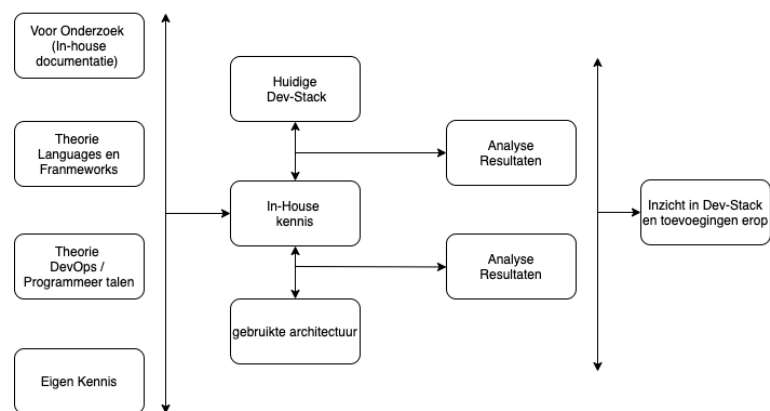 Voor Onderzoek
(In-house
documentatie)
Theorie
Languages en
Franmeworks
Theorie
DevOps /
Programmeer talen
Eigen Kennis
Huidige
Dev-Stack
In-House
kennis
gebruikte architectuur
Analyse
Resultaten
Analyse
Resultaten
Inzicht in Dev-Stack
en toevoegingen erop